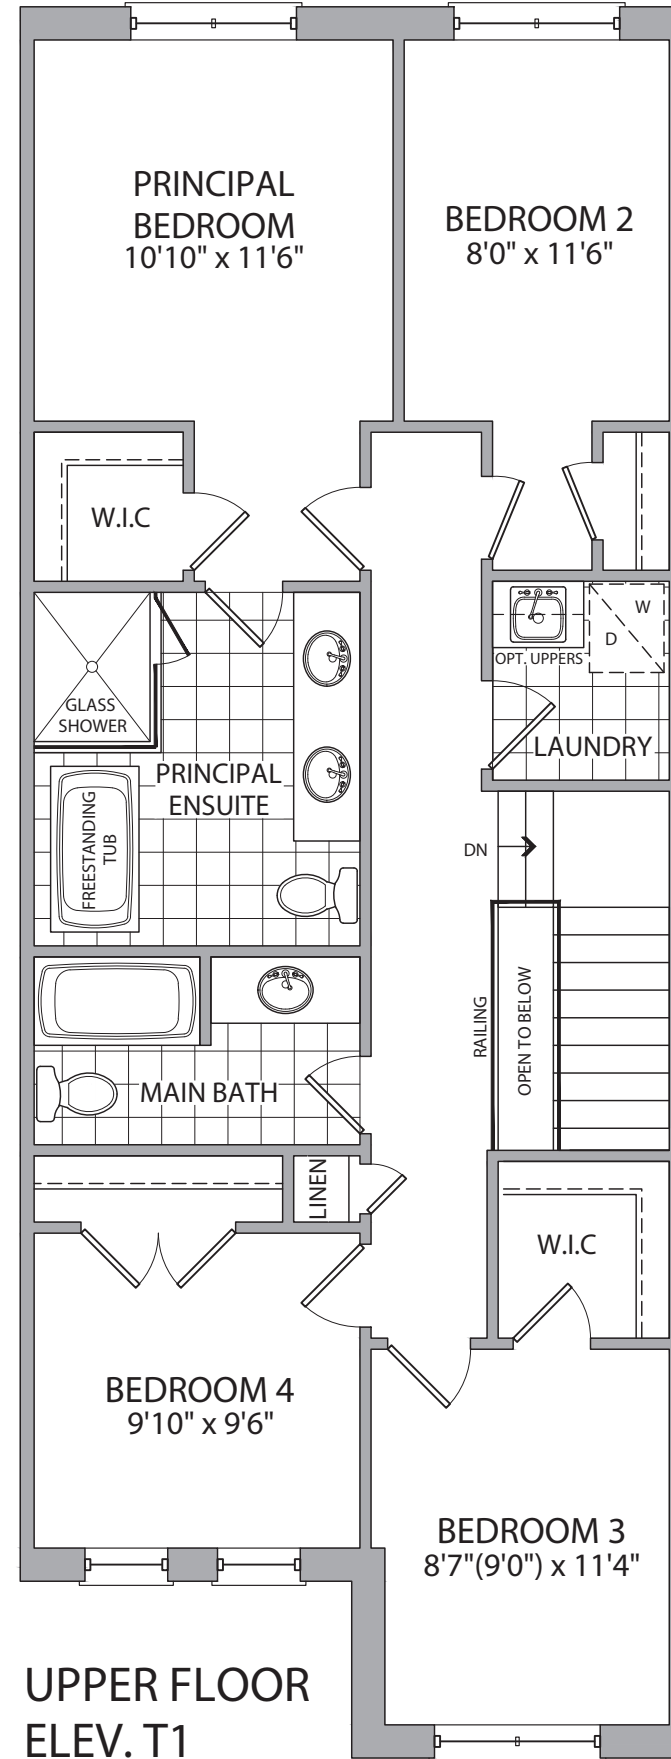 PRINCIPAL
BEDROOM
10'10" x 11'6"
BEDROOM 2
8'0" x 11'6"
W.I.C
W
D
OPT. UPPERS
GLASS
SHOWER
LAUNDRY
PRINCIPAL
ENSUITE
FREESTANDING
TUB
DN
RAILING
OPEN TO BELOW
MAIN BATH
LINEN
W.I.C
BEDROOM 4
9'10" x 9'6"
BEDROOM 3
8'7"(9'0") x 11'4"
UPPER FLOOR
ELEV. T1